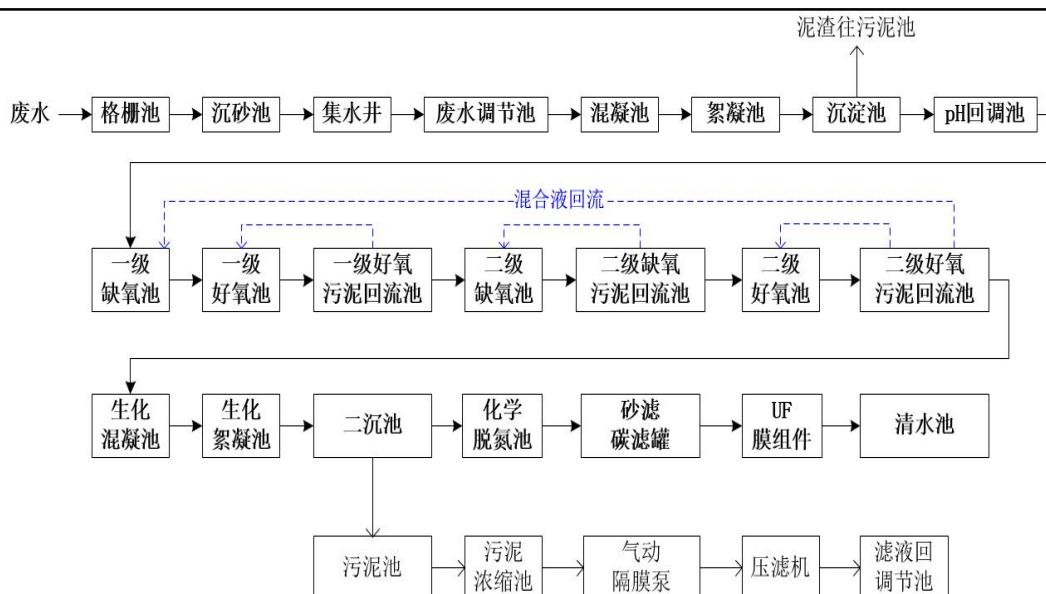 泥渣往污泥池
废水
格栅池
沉砂池
集水井
废水调节池
混凝池
絮凝池
沉淀池
pH回调池
混合液回流
一级
缺氧池
一级
好氧池
一级好氧
污泥回流池
二级
缺氧池
二级缺氧
污泥回流池
二级
好氧池
二级好氧
污泥回流池
生化
混凝池
生化
絮凝池
二沉池
化学
脱氮池
砂滤
碳滤罐
UF
膜组件
清水池
污泥池
污泥
浓缩池
气动
隔膜泵
压滤机
滤液回
调节池